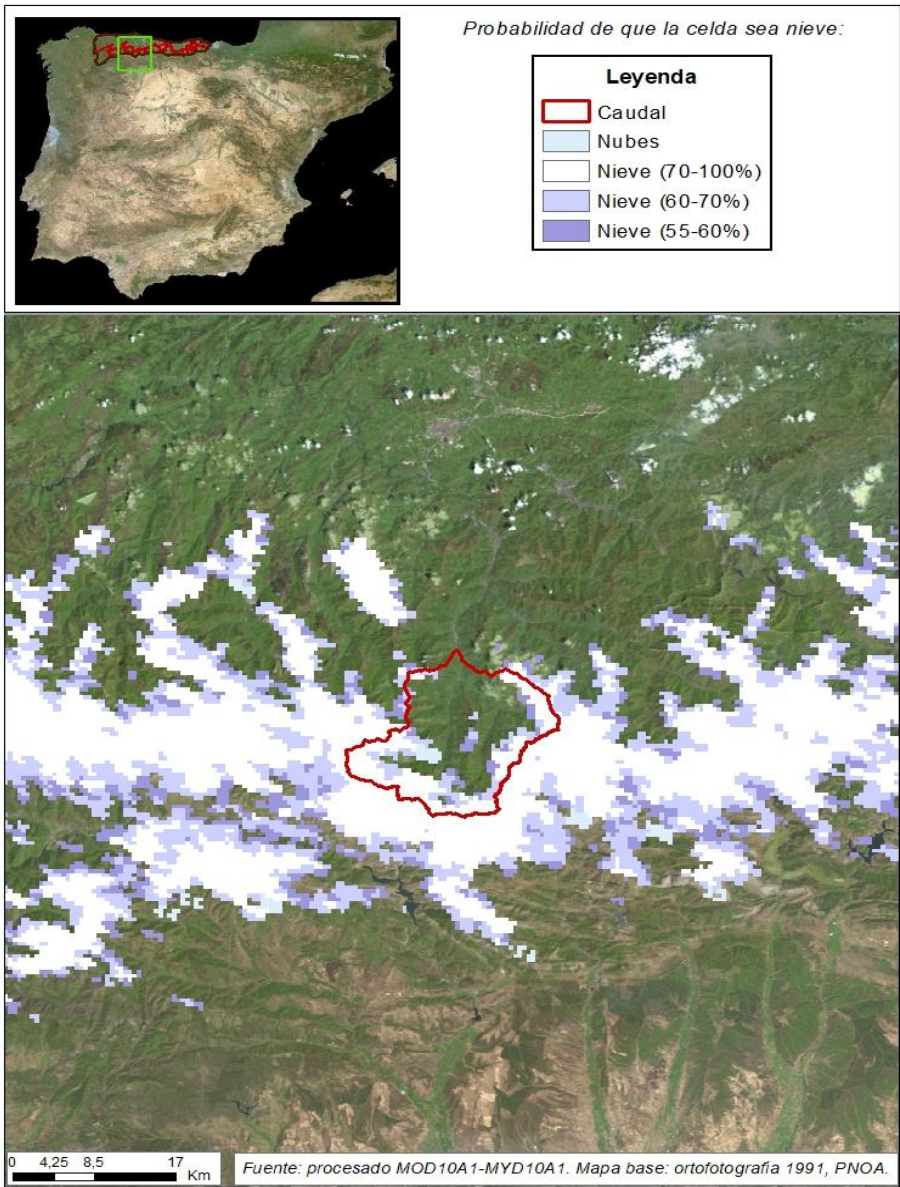 Probabilidad de que la celda sea nieve:
Leyenda
Caudal
Nubes
Nieve (70-100%)
Nieve (60-70%)
Nieve (55-60%)
0 4,25 8,5 17
Km
Fuente: procesado MOD10A1-MYD10A1. Mapa base: ortofotografía 1991, PNOA.